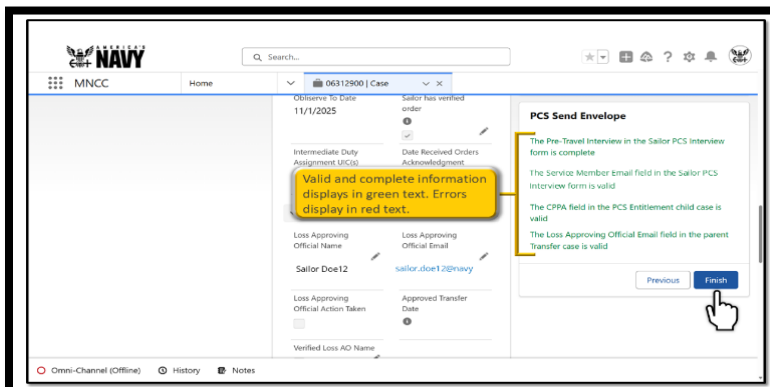 AMERICA'S
NAVY
Search...
MNCC
Home
06312900 | Case
Obliserve To Date
11/1/2025
Sailor has verified
order
Intermediate Duty
Assignment UIC(s)
Date Received Orders
Acknowledgment
Valid and complete information
displays in green text. Errors
display in red text.
Loss Approving
Official Name
Sailor Doe12
Loss Approving
Official Email
sailor.doe12@navy
Loss Approving
Official Action Taken
Approved Transfer
Date
Verified Loss AO Name
PCS Send Envelope
The Pre-Travel Interview in the Sailor PCS Interview
form is complete
The Service Member Email field in the Sailor PCS
Interview form is valid
The CPPA field in the PCS Entitlement child case is
valid
The Loss Approving Official Email field in the parent
Transfer case is valid
Previous
Finish
Omni-Channel (Offline)
History
Notes